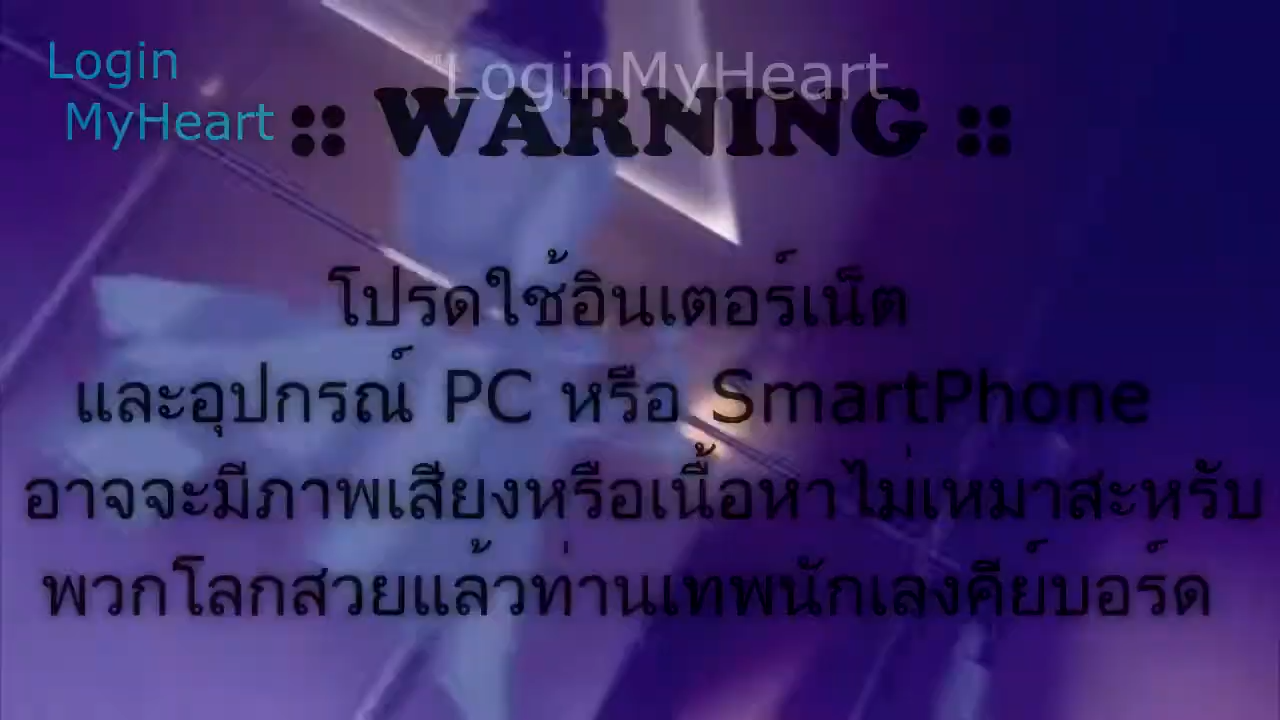 Login
MyHeart
LoginMyHeart
:: WARNING ::
โปรดใช้อินเตอร์เน็ต
และอุปกรณ์ PC หรือ SmartPhone
อาจจะมีภาพเสียงหรือเนื้อหาไม่เหมาสะหรับ
พวกโลกสวยแล้วท่านเทพนักเลงคีย์บอร์ด